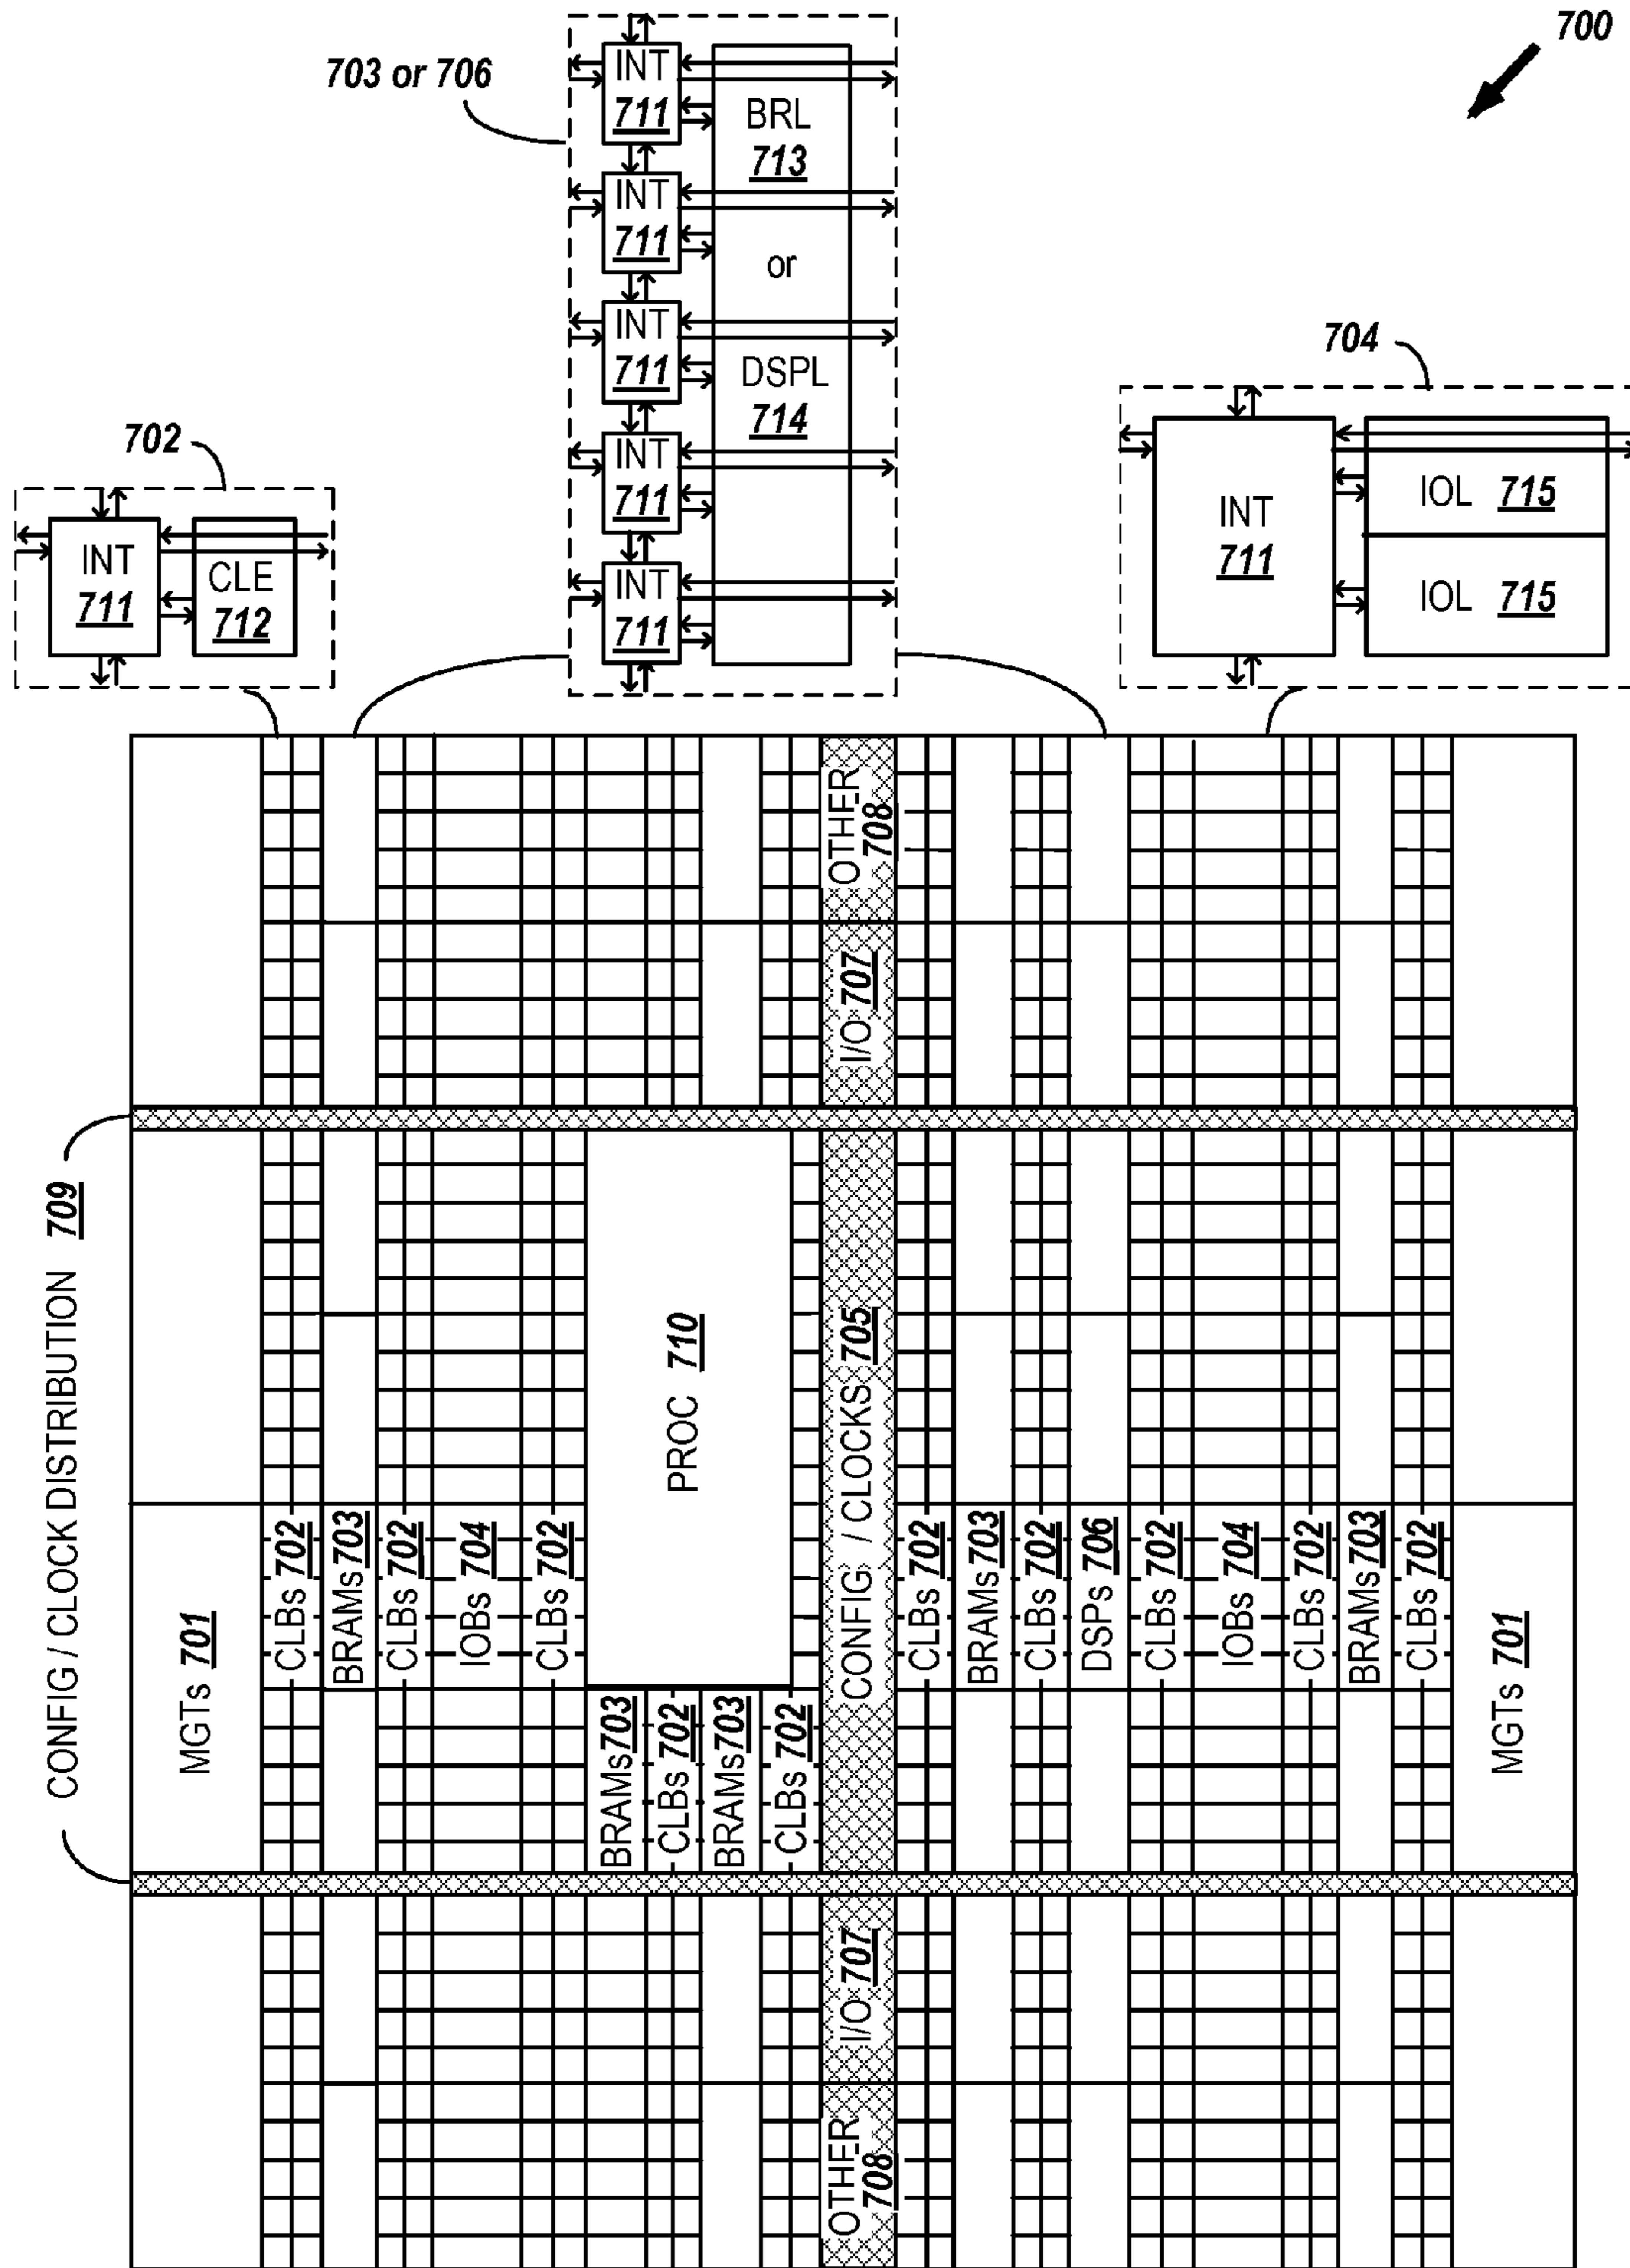 700
703 or 706
INT
711
INT
711
INT
711
INT
711
INT
711
BRL
713
or
DSPL
714
704
INT
711
IOL 715
IOL 715
702
INT
711
CLE
712
CONFIG / CLOCK DISTRIBUTION 709
OTHER
708
I/O 707
MGTs 701
CLBs 702
BRAMs 703
CLBs 702
IOBs 704
CLBs 702
PROC 710
BRAMs 703
CLBs 702
BRAMs 703
CLBs 702
CONFIG / CLOCKS 705
CLBs 702
BRAMs 703
CLBs 702
DSPs 706
CLBs 702
IOBs 704
CLBs 702
BRAMs 703
CLBs 702
MGTs 701
I/O 707
OTHER
708